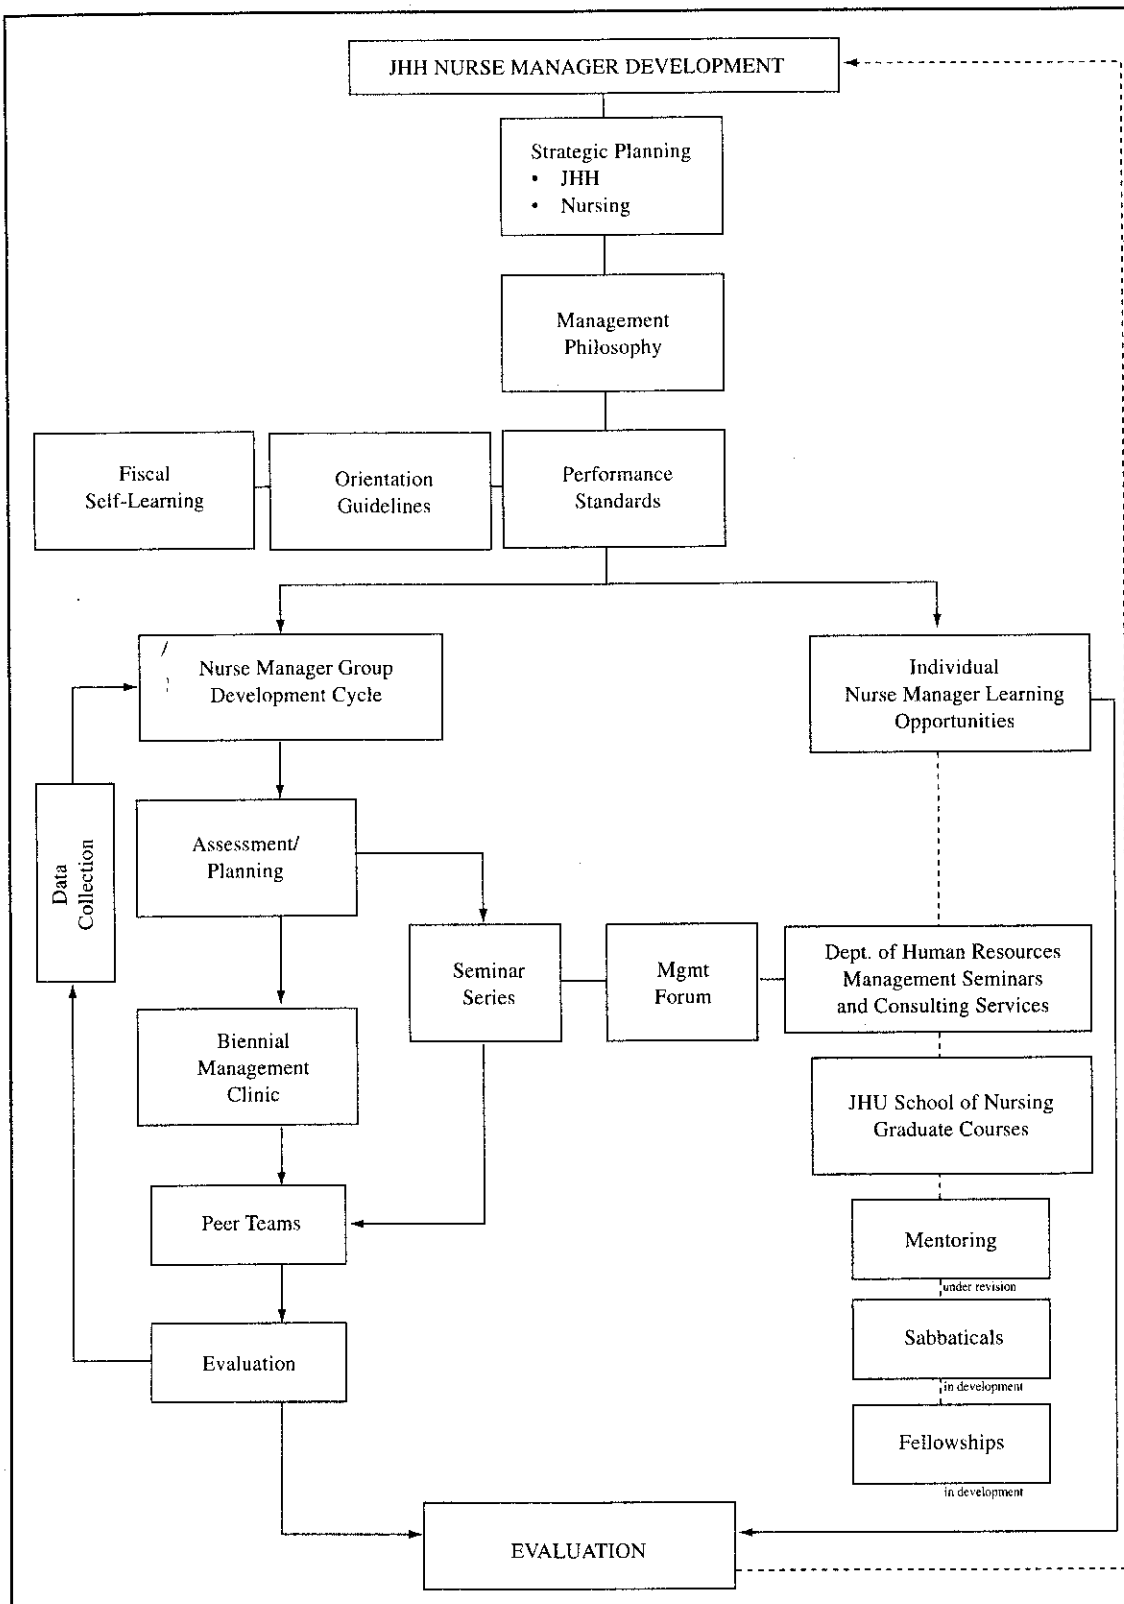 JHH NURSE MANAGER DEVELOPMENT
Strategic Planning
• JHH
• Nursing
Management
Philosophy
Fiscal
Self-Learning
Orientation
Guidelines
Performance
Standards
Nurse Manager Group
Development Cycle
Individual
Nurse Manager Learning
Opportunities
Data
Collection
Assessment/
Planning
Seminar
Series
Mgmt
Forum
Dept. of Human Resources
Management Seminars
and Consulting Services
Biennial
Management
Clinic
JHU School of Nursing
Graduate Courses
Peer Teams
Mentoring
under revision
Evaluation
Sabbaticals
in development
Fellowships
in development
EVALUATION